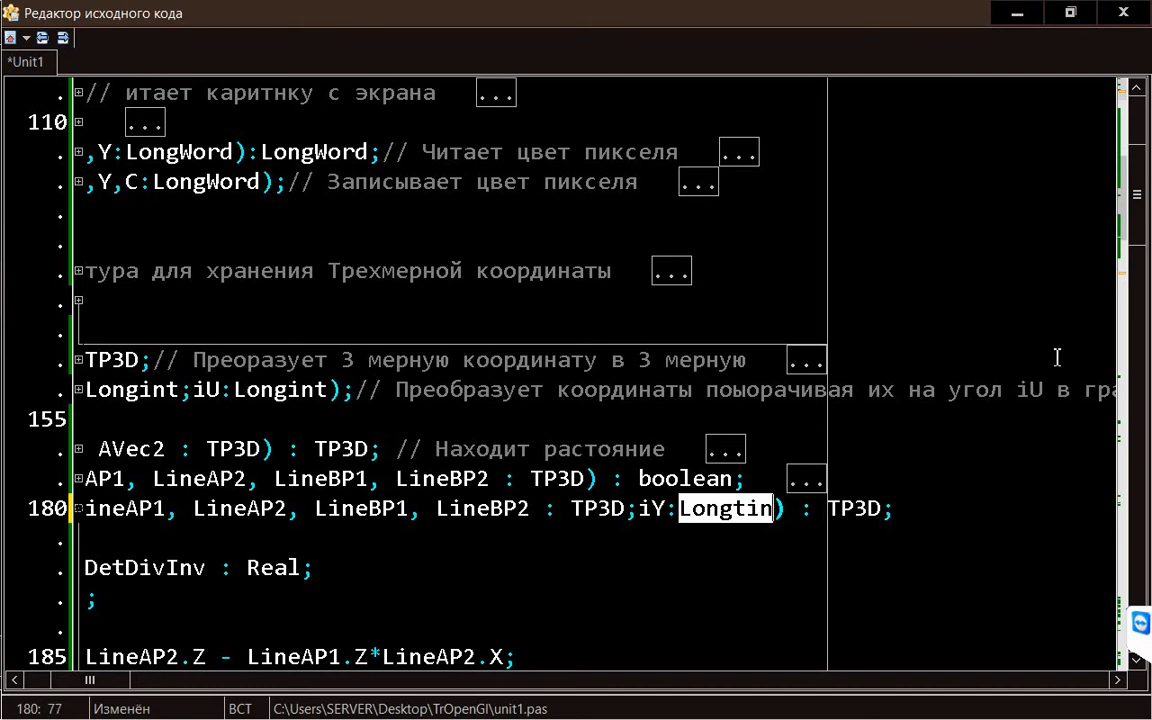 Редактор исходного кода
*Unit1
// итает каритнку с экрана ...
110 ...
,Y:LongWord):LongWord;// Читает цвет пикселя ...
,Y,C:LongWord);// Записывает цвет пикселя ...
тура для хранения Трехмерной координаты ...
TP3D;// Преоразует 3 мерную координату в 3 мерную ...
Longint;iU:Longint);// Преобразует координаты поыорачивая их на угол iU в гра
155
AVec2 : TP3D) : TP3D; // Находит растояние ...
AP1, LineAP2, LineBP1, LineBP2 : TP3D) : boolean; ...
180 ineAP1, LineAP2, LineBP1, LineBP2 : TP3D;iY:Longtin) : TP3D;
DetDivInv : Real;
;
185 LineAP2.Z - LineAP1.Z*LineAP2.X;
180: 77 Изменён ВСТ C:\Users\SERVER\Desktop\TrOpenGl\unit1.pas